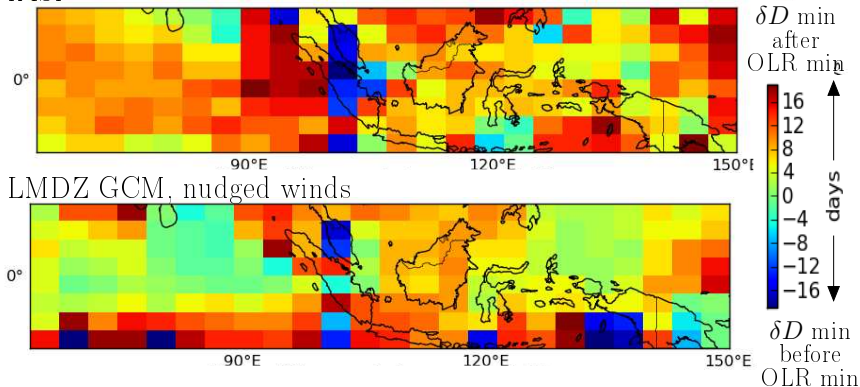 δD min
after
OLR min
0°
90°E
120°E
150°E
16
12
8
4
0
−4
−8
−12
−16
days
LMDZ GCM, nudged winds
0°
90°E
120°E
150°E
δD min
before
OLR min